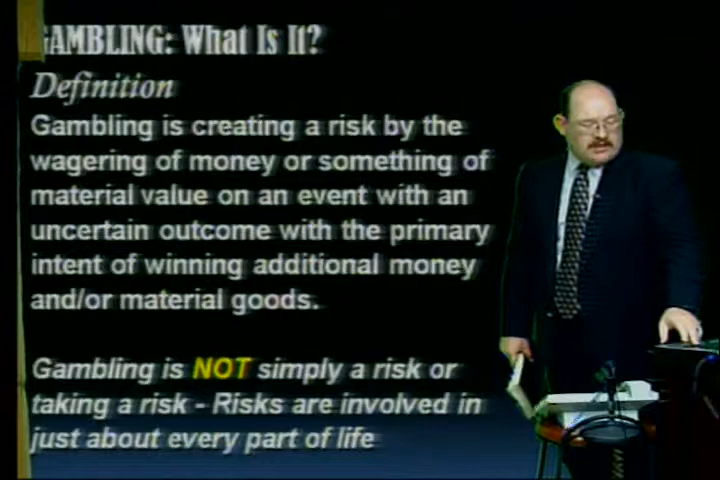 GAMBLING: What Is It?
Definition
Gambling is creating a risk by the
wagering of money or something of
material value on an event with an
uncertain outcome with the primary
intent of winning additional money
and/or material goods.
Gambling is NOT simply a risk or
taking a risk - Risks are involved in
just about every part of life